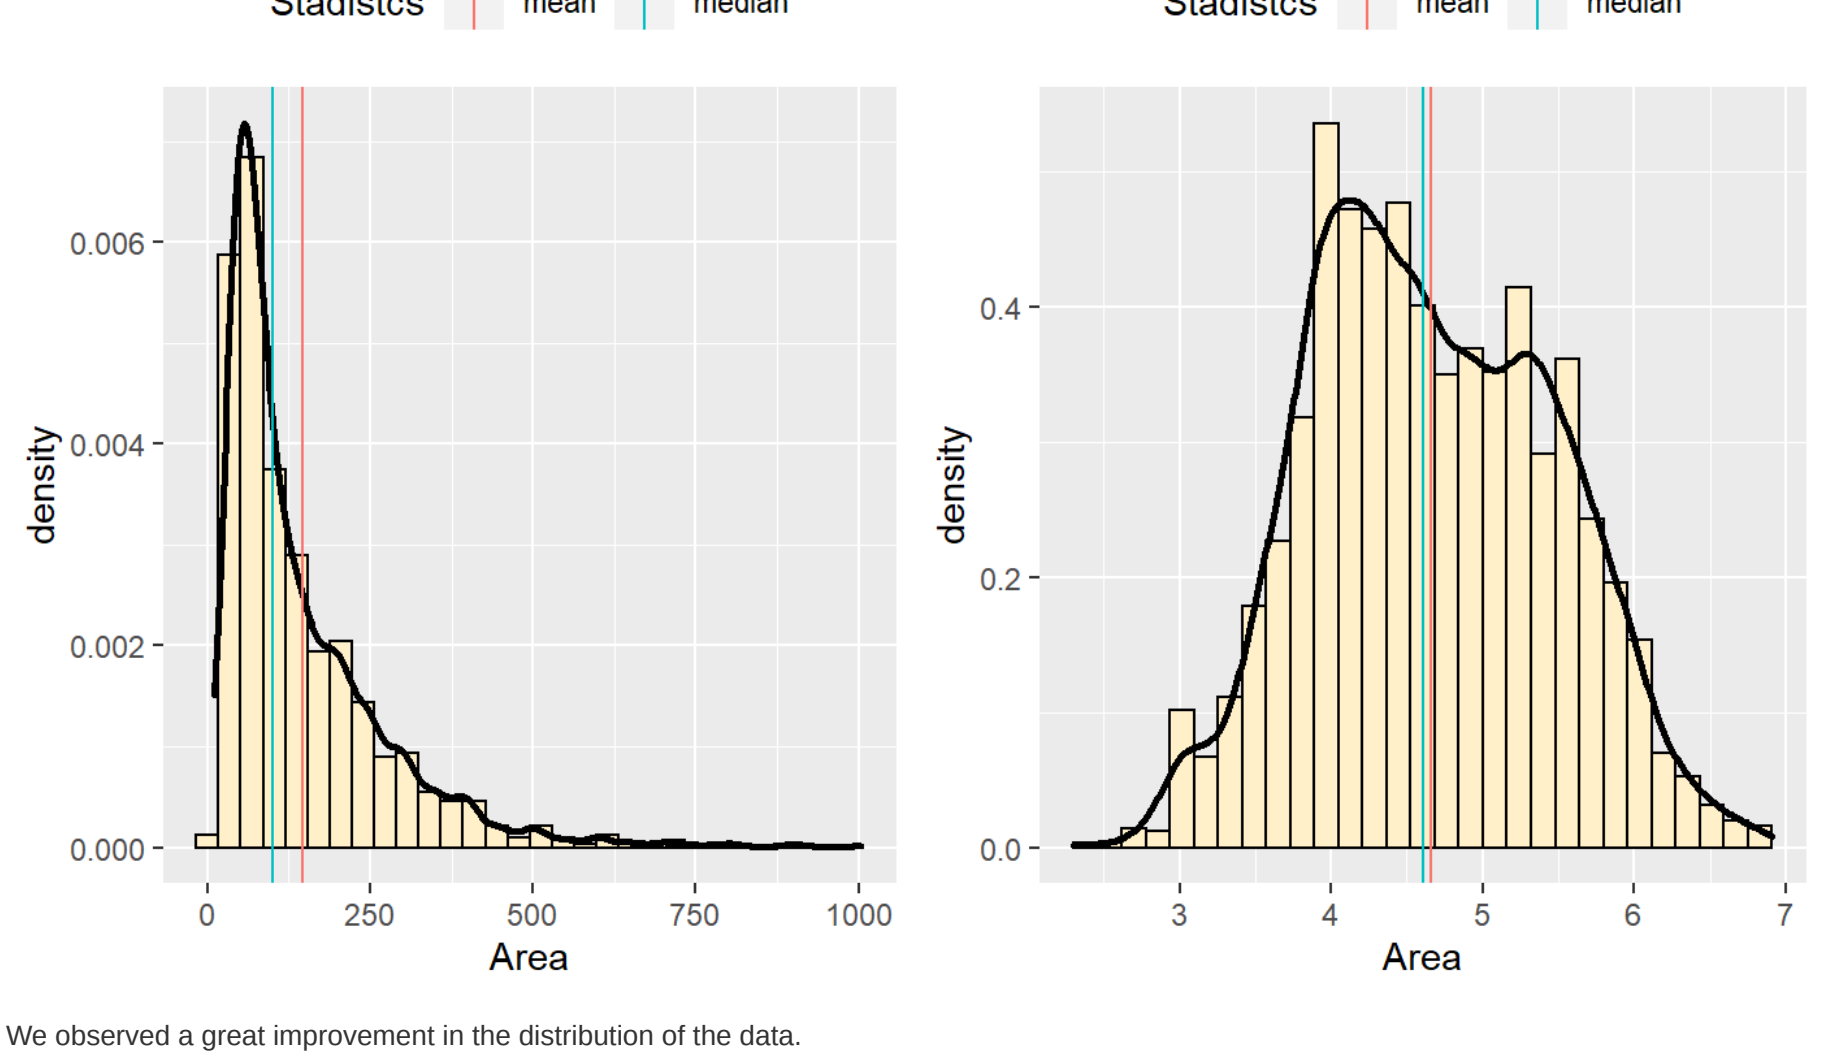 Stadistcs mean median
Stadistcs mean median
density
0.006
0.004
0.002
0.000
0 250 500 750 1000
Area
density
0.4
0.2
0.0
3 4 5 6 7
Area
We observed a great improvement in the distribution of the data.